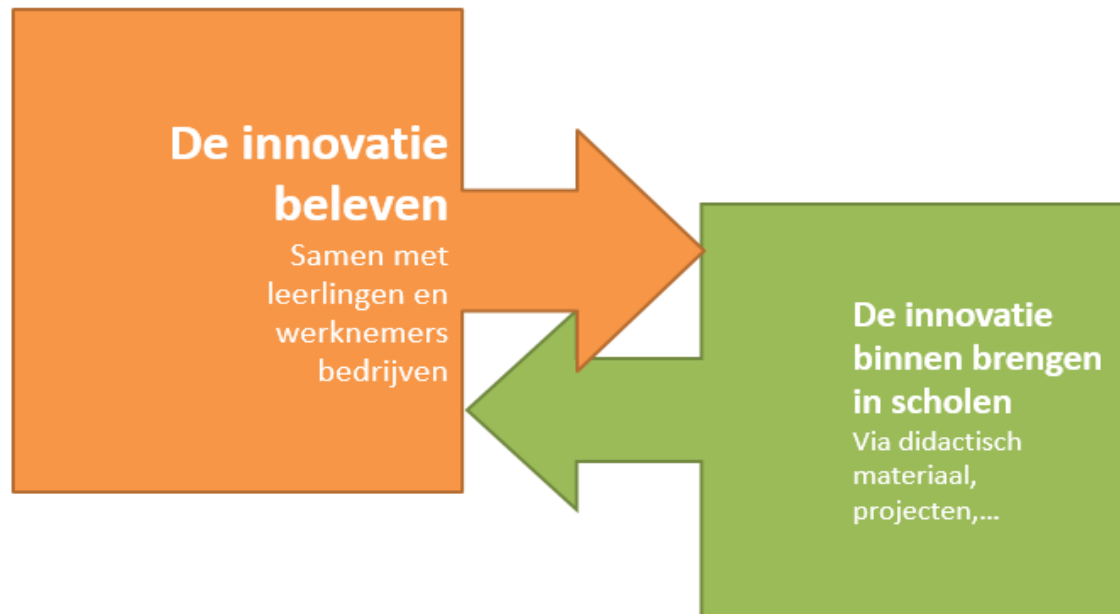 De innovatie
beleven
Samen met
leerlingen en
werknemers
bedrijven
De innovatie
binnen brengen
in scholen
Via didactisch
materiaal,
projecten,...